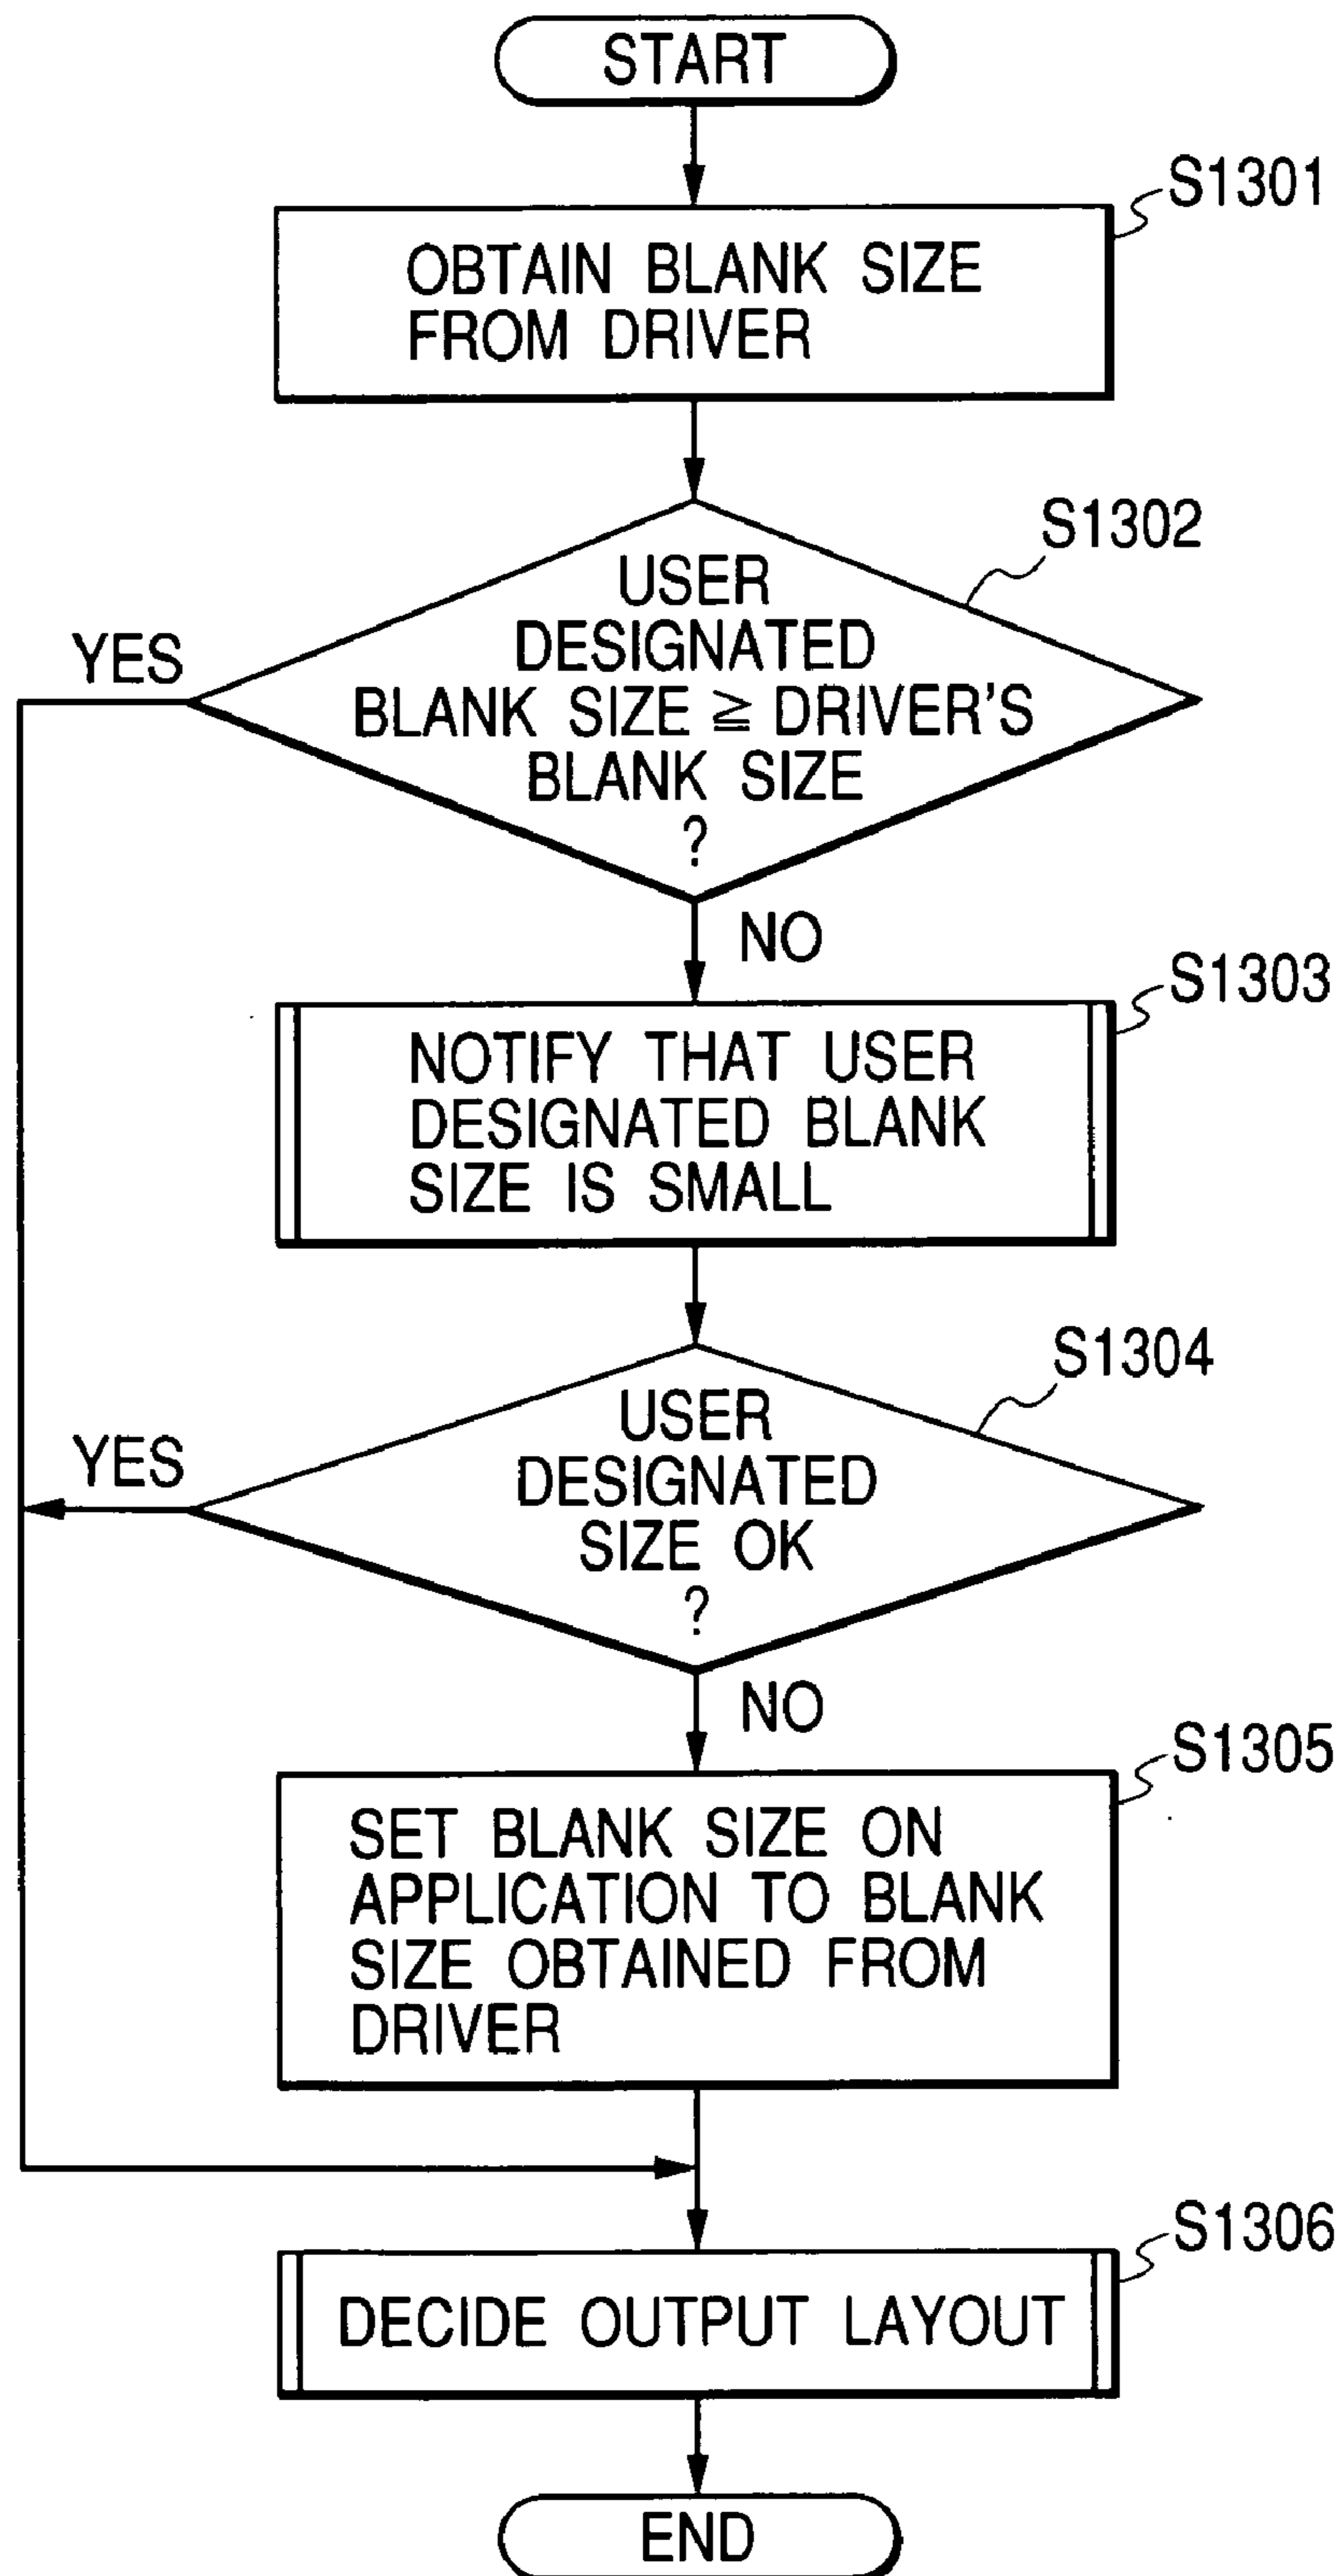 START
S1301
OBTAIN BLANK SIZE
FROM DRIVER
S1302
USER
DESIGNATED
BLANK SIZE ≧ DRIVER'S
BLANK SIZE
?
YES
NO
S1303
NOTIFY THAT USER
DESIGNATED BLANK
SIZE IS SMALL
S1304
USER
DESIGNATED
SIZE OK
?
YES
NO
S1305
SET BLANK SIZE ON
APPLICATION TO BLANK
SIZE OBTAINED FROM
DRIVER
S1306
DECIDE OUTPUT LAYOUT
END